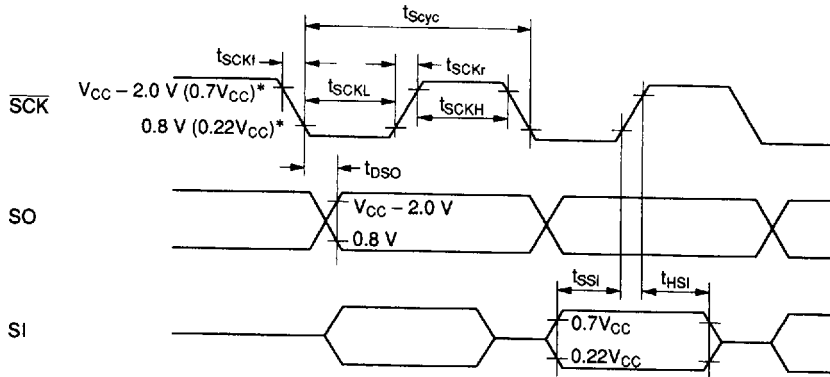 tScyc
tSCKf
tSCKr
tSCKL
VCC – 2.0 V (0.7VCC)*
SCK
tSCKH
0.8 V (0.22VCC)*
tDSO
VCC – 2.0 V
SO
0.8 V
tSSI
tHSI
0.7VCC
SI
0.22VCC